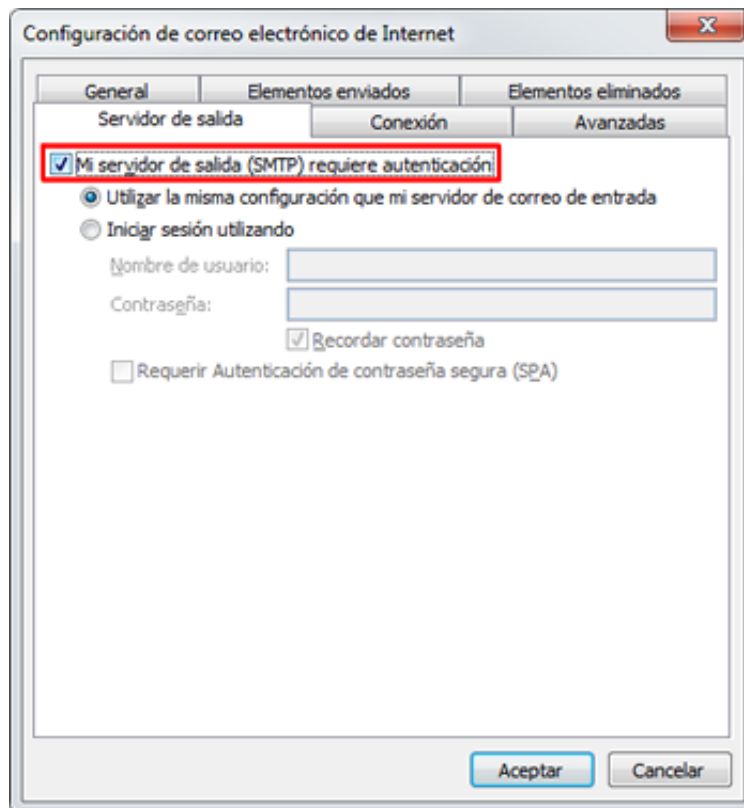 Configuración de correo electrónico de Internet
X
General Elementos enviados Elementos eliminados
Servidor de salida Conexión Avanzadas
Mi servidor de salida (SMTP) requiere autenticación
Utilizar la misma configuración que mi servidor de correo de entrada
Iniciar sesión utilizando
Nombre de usuario:
Contraseña:
Recordar contraseña
Requerir Autenticación de contraseña segura (SPA)
Aceptar Cancelar